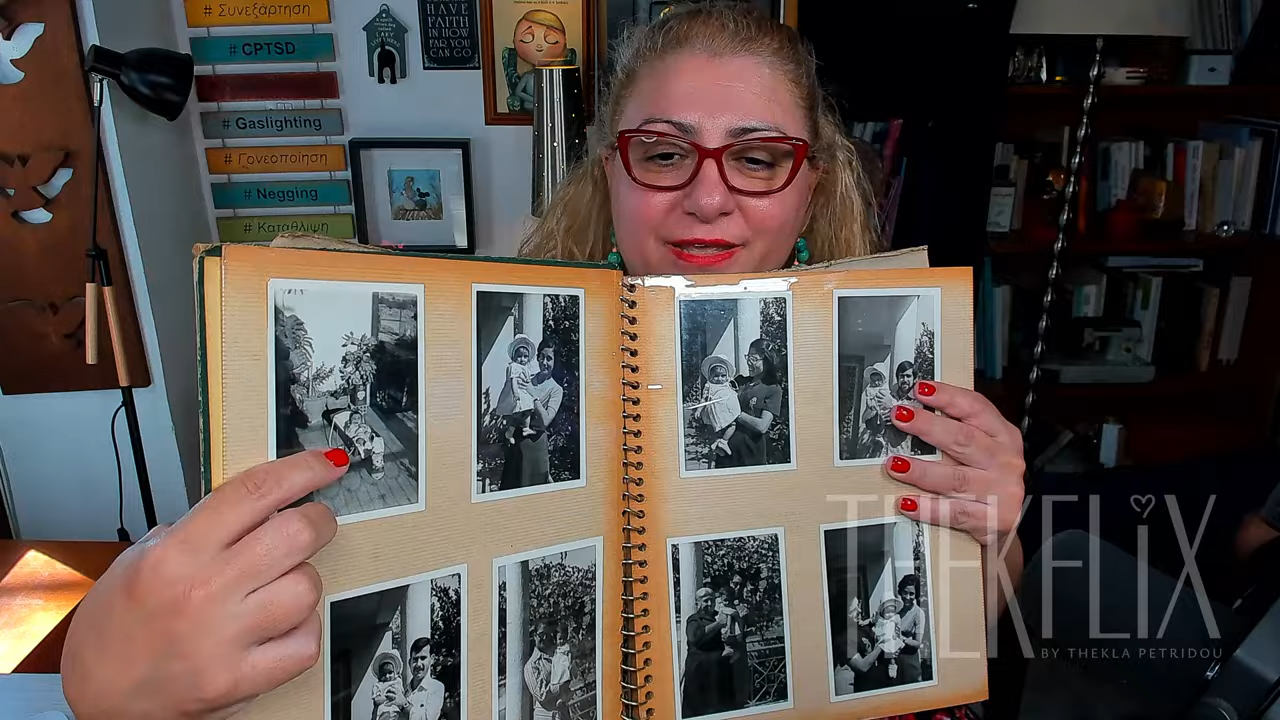 # Συνεξάρτηση
# CPTSD
# Gaslighting
# Γονεοποίηση
# Negging
# Κατάθλιψη
HAVE
FAITH
IN HOW
FAR YOU
CAN GO
THEKFLiX
BY THEKLA PETRIDOU